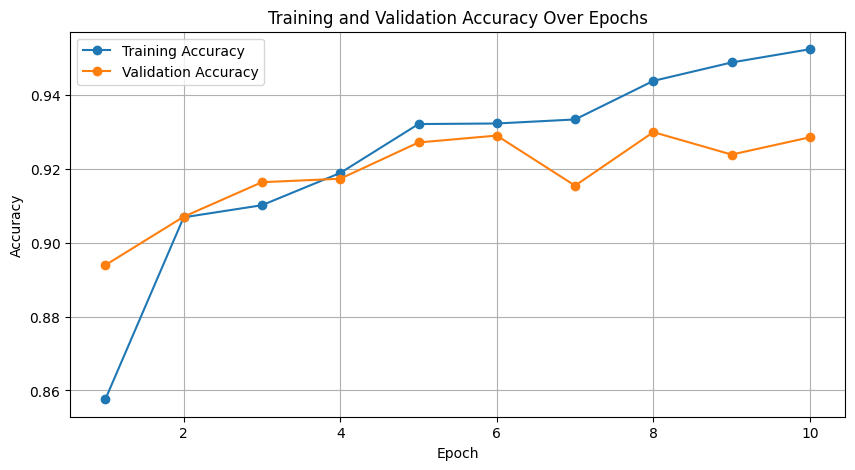 Training and Validation Accuracy Over Epochs
Training Accuracy
Validation Accuracy
Accuracy
0.94
0.92
0.90
0.88
0.86
2 4 6 8 10
Epoch